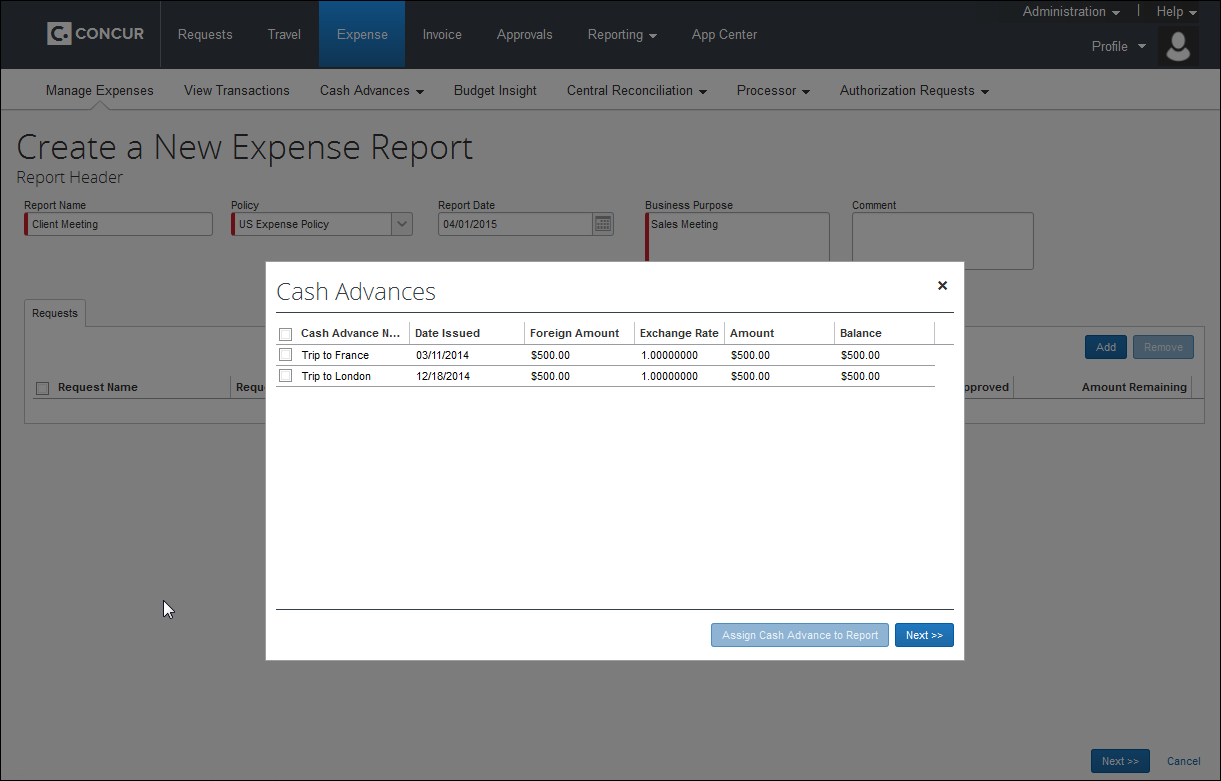 Administration | Help
C. CONCUR Requests Travel Expense Invoice Approvals Reporting App Center Profile
Manage Expenses View Transactions Cash Advances Budget Insight Central Reconciliation Processor Authorization Requests
Create a New Expense Report
Report Header
Report Name Policy Report Date Business Purpose Comment
Client Meeting US Expense Policy 04/01/2015 Sales Meeting
Cash Advances ×
Requests
Cash Advance N... Date Issued Foreign Amount Exchange Rate Amount Balance
Add Remove
Trip to France 03/11/2014 $500.00 1.00000000 $500.00 $500.00
Trip to London 12/18/2014 $500.00 1.00000000 $500.00 $500.00
Request Name Requ pproved Amount Remaining
Assign Cash Advance to Report Next >>
Next >> Cancel